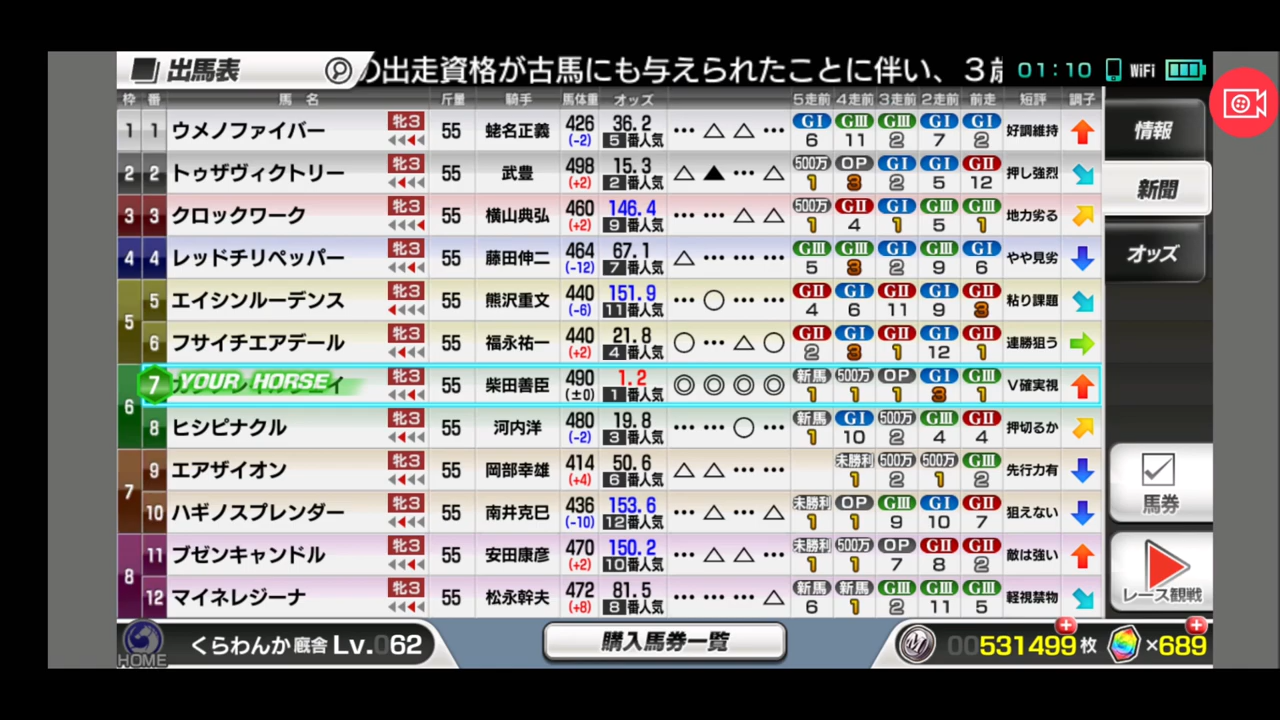 出馬表
の出走資格が古馬にも与えられたことに伴い、３歳
01:10 WiFi
枠 番 馬名 斤量 騎手 馬体重 オッズ 5走前 4走前 3走前 2走前 前走 短評 調子
1 1 ウメノファイバー 牝3 55 蛯名正義 426 (-2) 36.2 5番人気 … △ △ … GI 6 GIII 11 GIII 2 GI 7 GI 2 好調維持
2 2 トゥザヴィクトリー 牝3 55 武豊 498 (+2) 15.3 2番人気 △ ▲ … △ 500万 1 OP 3 GI 2 GI 5 GII 12 押し強烈
3 3 クロックワーク 牝3 55 横山典弘 460 (+2) 146.4 9番人気 … … △ △ 500万 1 GII 4 GI 1 GIII 5 GIII 1 地力劣る
4 4 レッドチリペッパー 牝3 55 藤田伸二 464 (-12) 67.1 7番人気 △ … … … GIII 5 GIII 3 GI 2 GIII 9 GI 6 やや見劣
5 5 エイシンルーデンス 牝3 55 熊沢重文 440 (-6) 151.9 11番人気 … ○ … … GII 4 GI 6 GII 11 GI 9 GII 3 粘り課題
6 フサイチエアデール 牝3 55 福永祐一 440 (+2) 21.8 4番人気 ○ … △ ○ GII 2 GI 3 GII 1 GI 12 GII 1 連勝狙う
6 7 YOUR HORSE イ 牝3 55 柴田善臣 490 (±0) 1.2 1番人気 ◎ ◎ ◎ ◎ 新馬 1 500万 1 OP 1 GI 3 GII 1 V確実視
8 ヒシピナクル 牝3 55 河内洋 480 (-2) 19.8 3番人気 … … ○ … 新馬 1 GI 10 500万 2 GIII 4 GII 4 押切るか
7 9 エアザイオン 牝3 55 岡部幸雄 414 (+4) 50.6 6番人気 △ △ … … 未勝利 1 500万 2 500万 1 GIII 2 先行力有
10 ハギノスプレンダー 牝3 55 南井克巳 436 (-10) 153.6 12番人気 … △ … △ 未勝利 1 OP 1 GIII 9 GI 10 GII 7 狙えない
8 11 ブゼンキャンドル 牝3 55 安田康彦 470 (+2) 150.2 10番人気 … △ △ … 未勝利 1 500万 1 OP 7 GII 8 GII 2 敵は強い
12 マイネレジーナ 牝3 55 松永幹夫 472 (+8) 81.5 8番人気 … … … △ 新馬 6 新馬 1 GIII 2 GIII 11 GII 5 軽視禁物
情報
新聞
オッズ
馬券
レース観戦
HOME くらわんか厩舎 Lv.062
購入馬券一覧
00531499枚 ×689